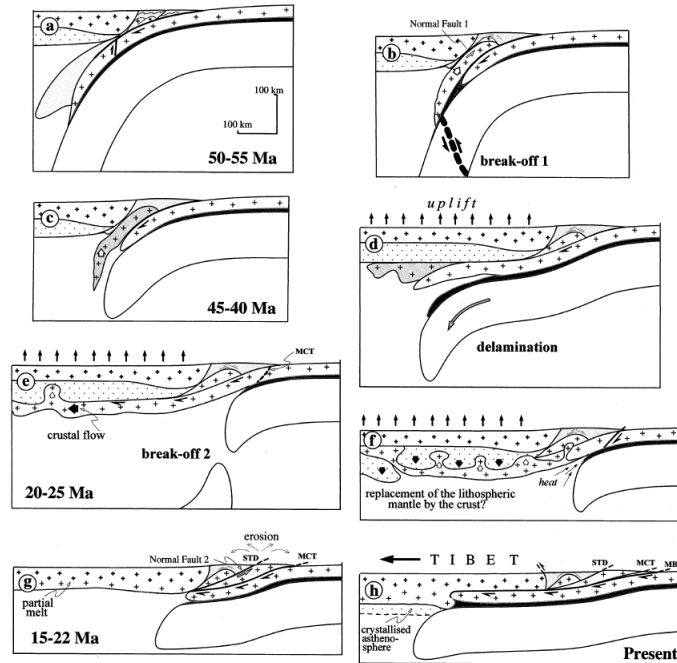 a
100 km
100 km
50-55 Ma
Normal Fault 1
b
break-off 1
c
45-40 Ma
uplift
d
delamination
MCT
e
crustal flow
break-off 2
20-25 Ma
f
heat
replacement of the lithospheric
mantle by the crust?
erosion
Normal Fault 2
STD
MCT
g
partial
melt
15-22 Ma
TIBET
STD
MCT
MB
h
crystallised
astheno-
sphere
Present